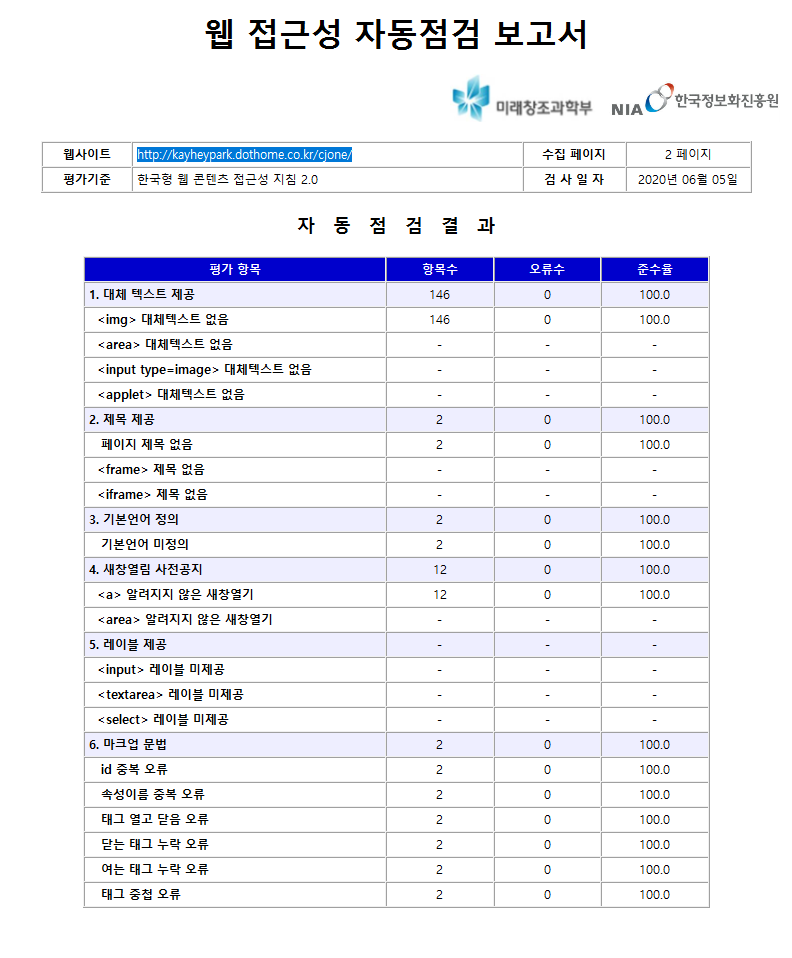 웹 접근성 자동점검 보고서
미래창조과학부 NIA 한국정보화진흥원
웹사이트 http://kayheypark.dothome.co.kr/cjone/ 수집 페이지 2 페이지
평가기준 한국형 웹 콘텐츠 접근성 지침 2.0 검 사 일 자 2020년 06월 05일
자 동 점 검 결 과
평가 항목 항목수 오류수 준수율
1. 대체 텍스트 제공 146 0 100.0
<img> 대체텍스트 없음 146 0 100.0
<area> 대체텍스트 없음 - - -
<input type=image> 대체텍스트 없음 - - -
<applet> 대체텍스트 없음 - - -
2. 제목 제공 2 0 100.0
페이지 제목 없음 2 0 100.0
<frame> 제목 없음 - - -
<iframe> 제목 없음 - - -
3. 기본언어 정의 2 0 100.0
기본언어 미정의 2 0 100.0
4. 새창열림 사전공지 12 0 100.0
<a> 알려지지 않은 새창열기 12 0 100.0
<area> 알려지지 않은 새창열기 - - -
5. 레이블 제공 - - -
<input> 레이블 미제공 - - -
<textarea> 레이블 미제공 - - -
<select> 레이블 미제공 - - -
6. 마크업 문법 2 0 100.0
id 중복 오류 2 0 100.0
속성이름 중복 오류 2 0 100.0
태그 열고 닫음 오류 2 0 100.0
닫는 태그 누락 오류 2 0 100.0
여는 태그 누락 오류 2 0 100.0
태그 중첩 오류 2 0 100.0